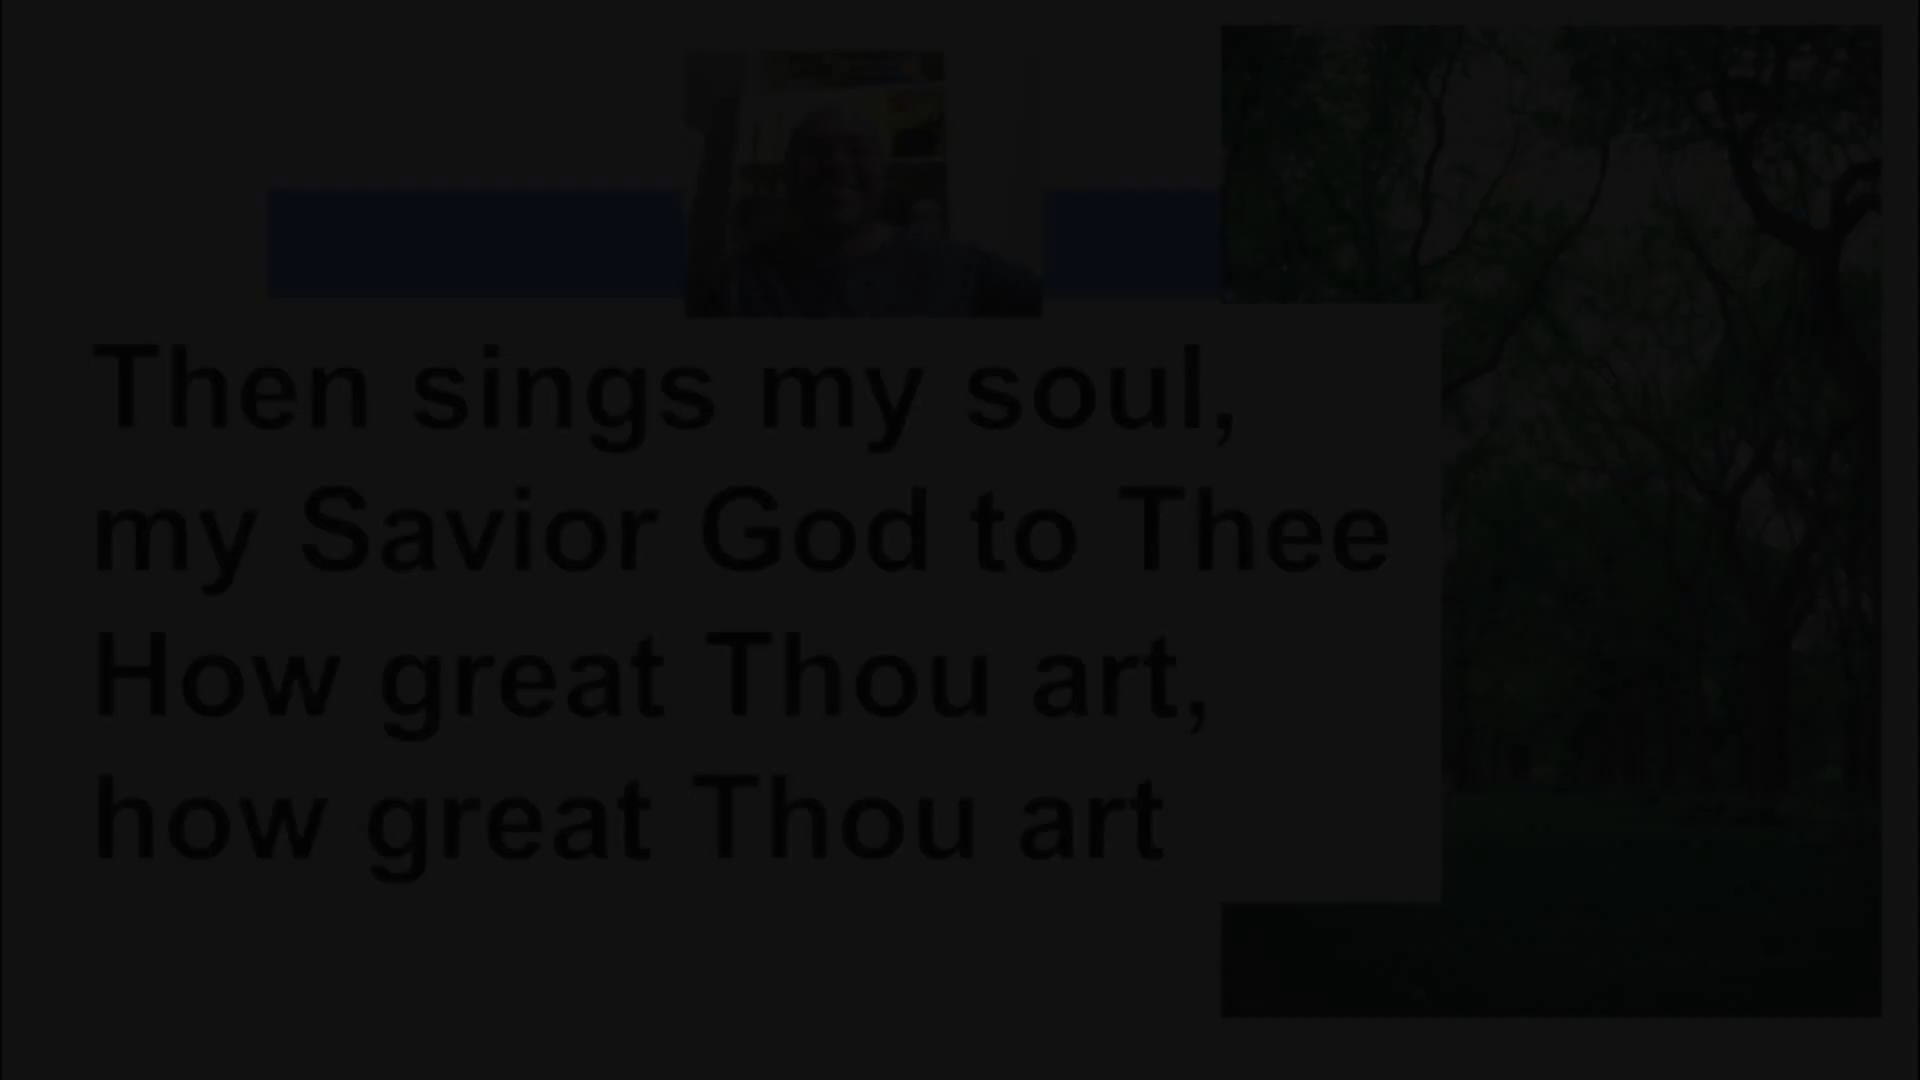 Then sings my soul,
my Savior God to Thee
How great Thou art,
how great Thou art